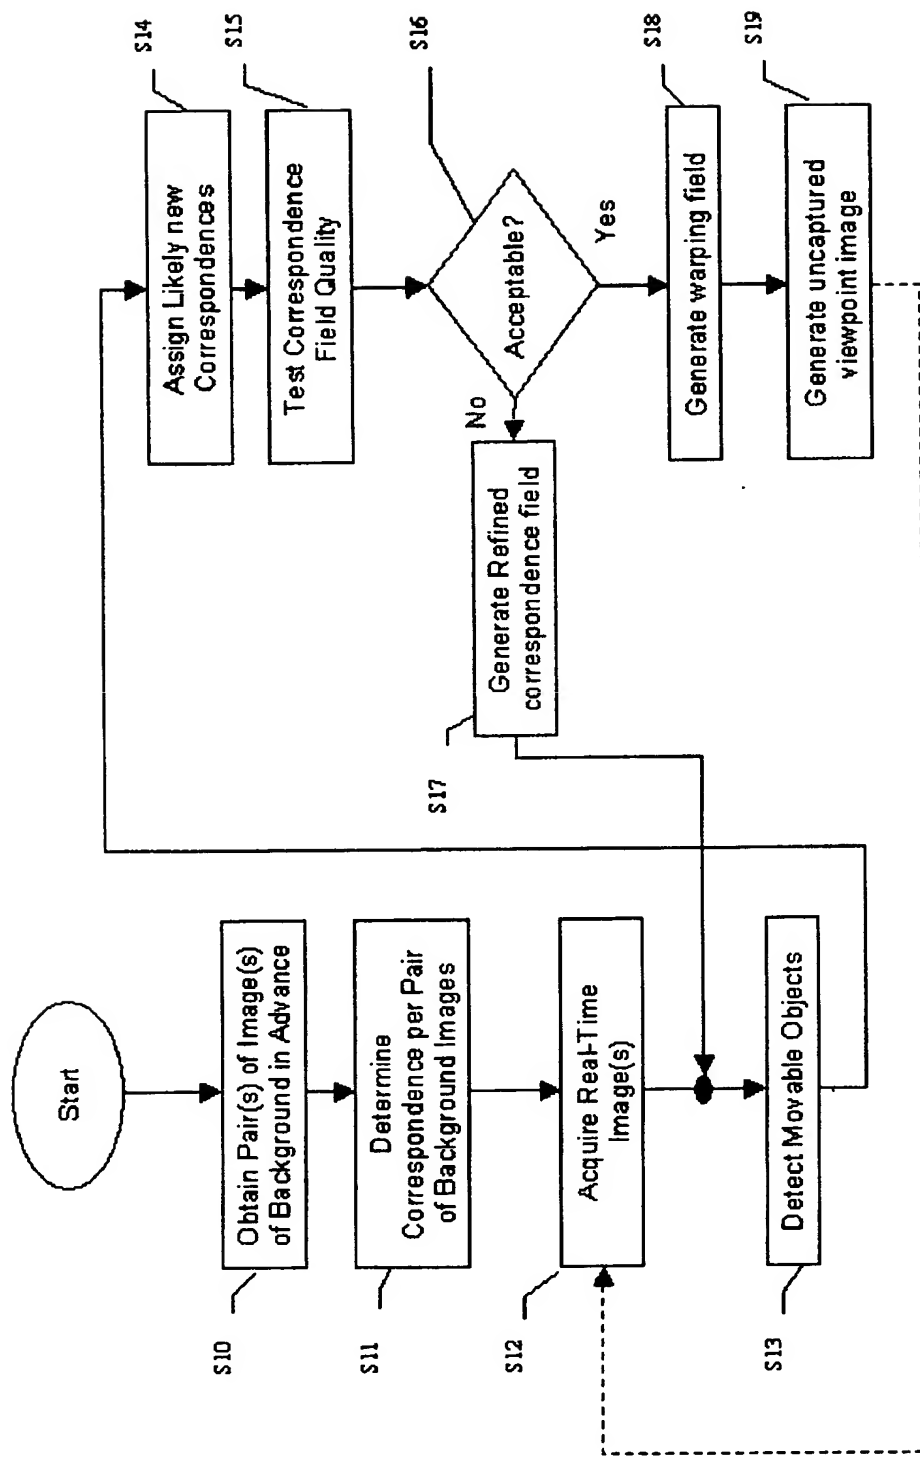 Start
Obtain Pair(s) of Image(s)
of Background in Advance
S10
Determine
Correspondence per Pair
of Background Images
S11
Acquire Real-Time
Image(s)
S12
Detect Movable Objects
S13
Assign Likely new
Correspondences
S14
Test Correspondence
Field Quality
S15
Acceptable?
S16
No
Yes
Generate Refined
correspondence field
S17
Generate warping field
S18
Generate uncaptured
viewpoint image
S19